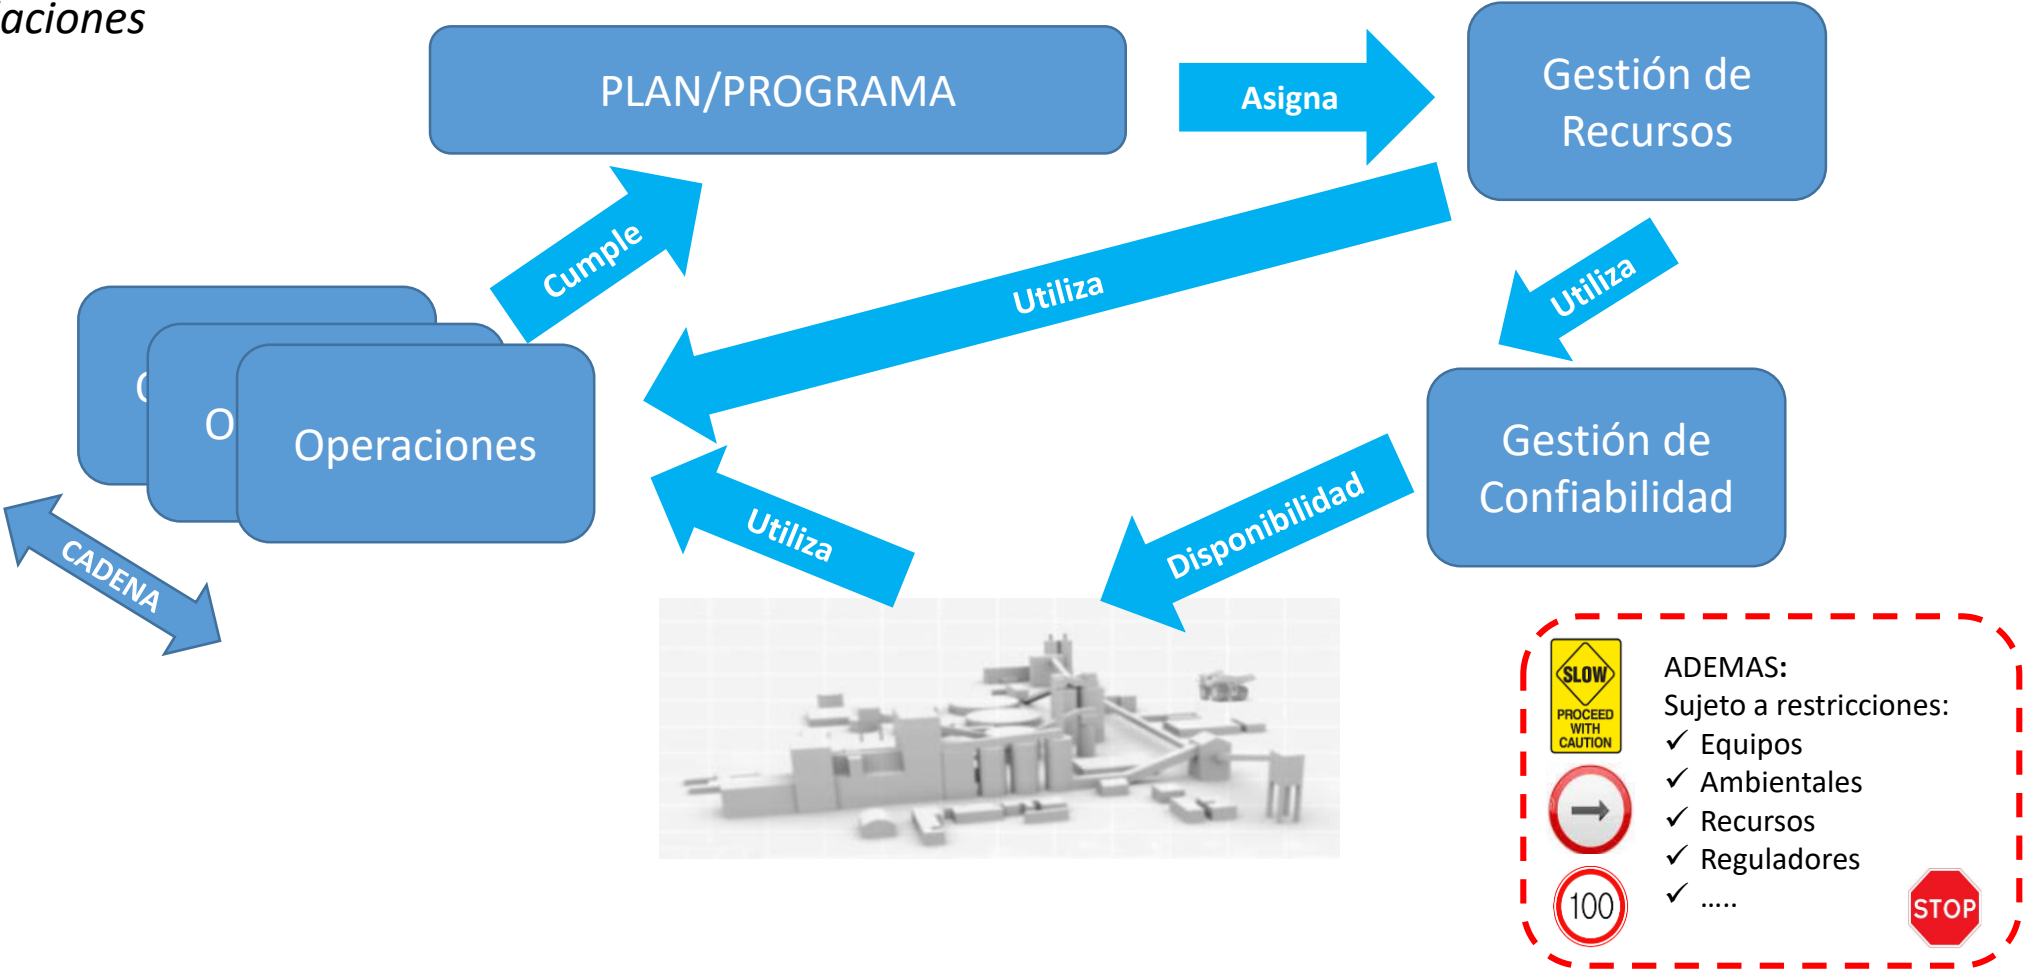 PLAN/PROGRAMA
Asigna
Gestión de
Recursos
Cumple
Utiliza
Utiliza
O
Operaciones
Gestión de
Confiabilidad
Utiliza
Disponibilidad
CADENA
SLOW
PROCEED
WITH
CAUTION
100
ADEMAS:
Sujeto a restricciones:
✓ Equipos
✓ Ambientales
✓ Recursos
✓ Reguladores
✓ .....
STOP